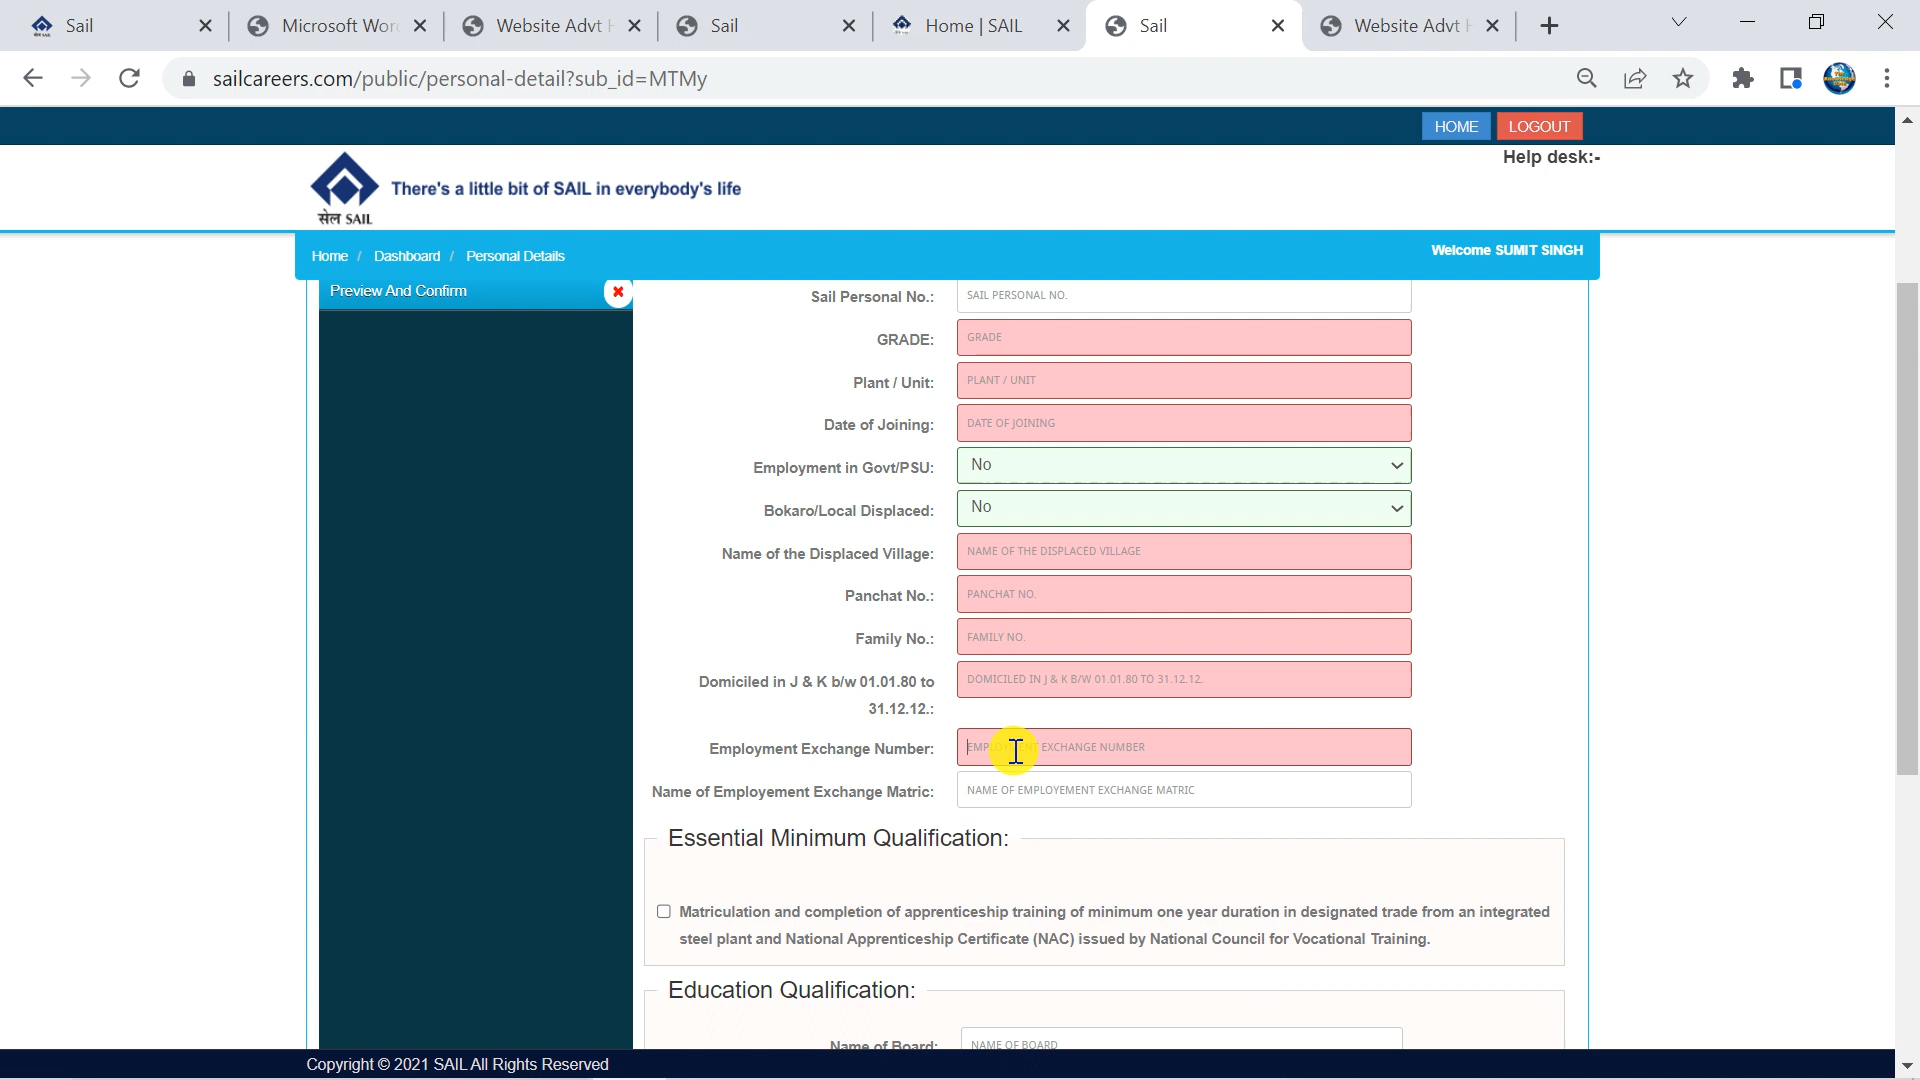 Sail
Microsoft Wor
Website Advt
Sail
Home | SAIL
Sail
Website Advt
sailcareers.com/public/personal-detail?sub_id=MTMy
HOME
LOGOUT
Help desk:-
There's a little bit of SAIL in everybody's life
सेल SAIL
Home / Dashboard / Personal Details
Welcome SUMIT SINGH
Preview And Confirm
Sail Personal No.: SAIL PERSONAL NO.
GRADE: GRADE
Plant / Unit: PLANT / UNIT
Date of Joining: DATE OF JOINING
Employment in Govt/PSU: No
Bokaro/Local Displaced: No
Name of the Displaced Village: NAME OF THE DISPLACED VILLAGE
Panchat No.: PANCHAT NO.
Family No.: FAMILY NO.
Domiciled in J & K b/w 01.01.80 to DOMICILED IN J & K B/W 01.01.80 TO 31.12.12.
31.12.12.:
Employment Exchange Number: EMPLOYMENT EXCHANGE NUMBER
Name of Employement Exchange Matric: NAME OF EMPLOYEMENT EXCHANGE MATRIC
Essential Minimum Qualification:
Matriculation and completion of apprenticeship training of minimum one year duration in designated trade from an integrated
steel plant and National Apprenticeship Certificate (NAC) issued by National Council for Vocational Training.
Education Qualification:
Name of Board: NAME OF BOARD
Copyright © 2021 SAIL All Rights Reserved